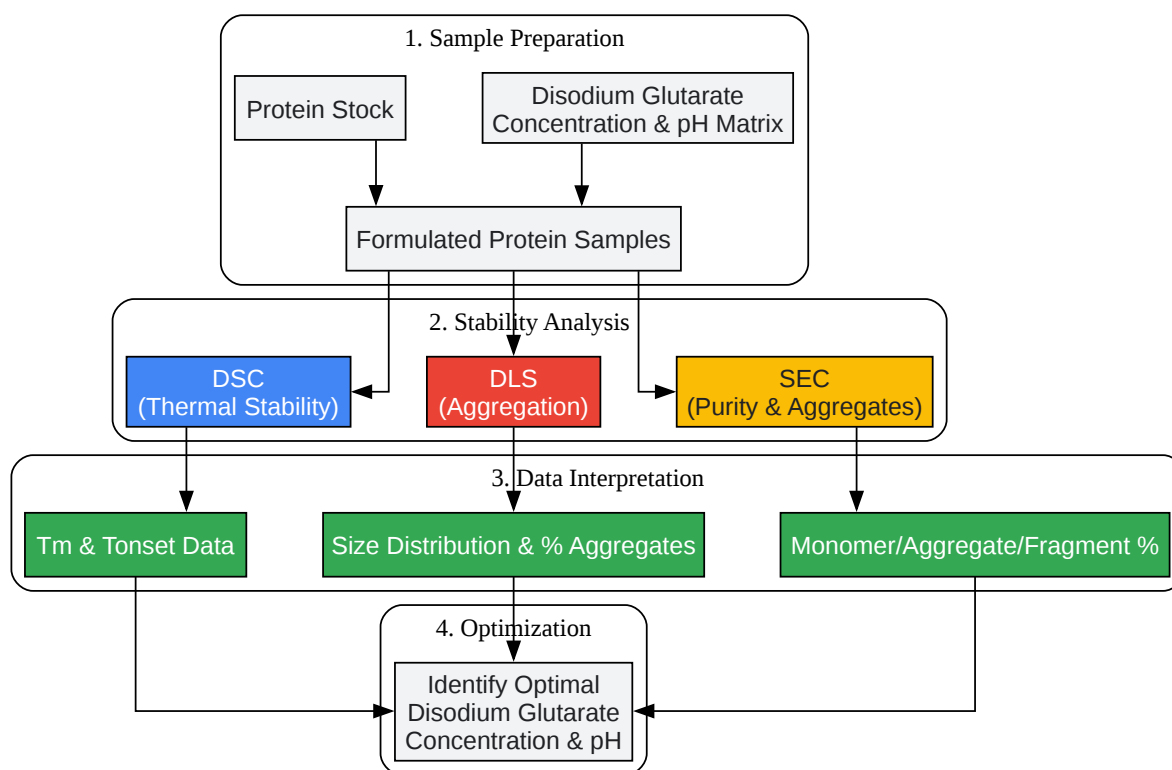 1. Sample Preparation
Protein Stock
Disodium Glutarate
Concentration & pH Matrix
Formulated Protein Samples
2. Stability Analysis
DSC
(Thermal Stability)
DLS
(Aggregation)
SEC
(Purity & Aggregates)
3. Data Interpretation
Tm & Tonset Data
Size Distribution & % Aggregates
Monomer/Aggregate/Fragment %
4. Optimization
Identify Optimal
Disodium Glutarate
Concentration & pH